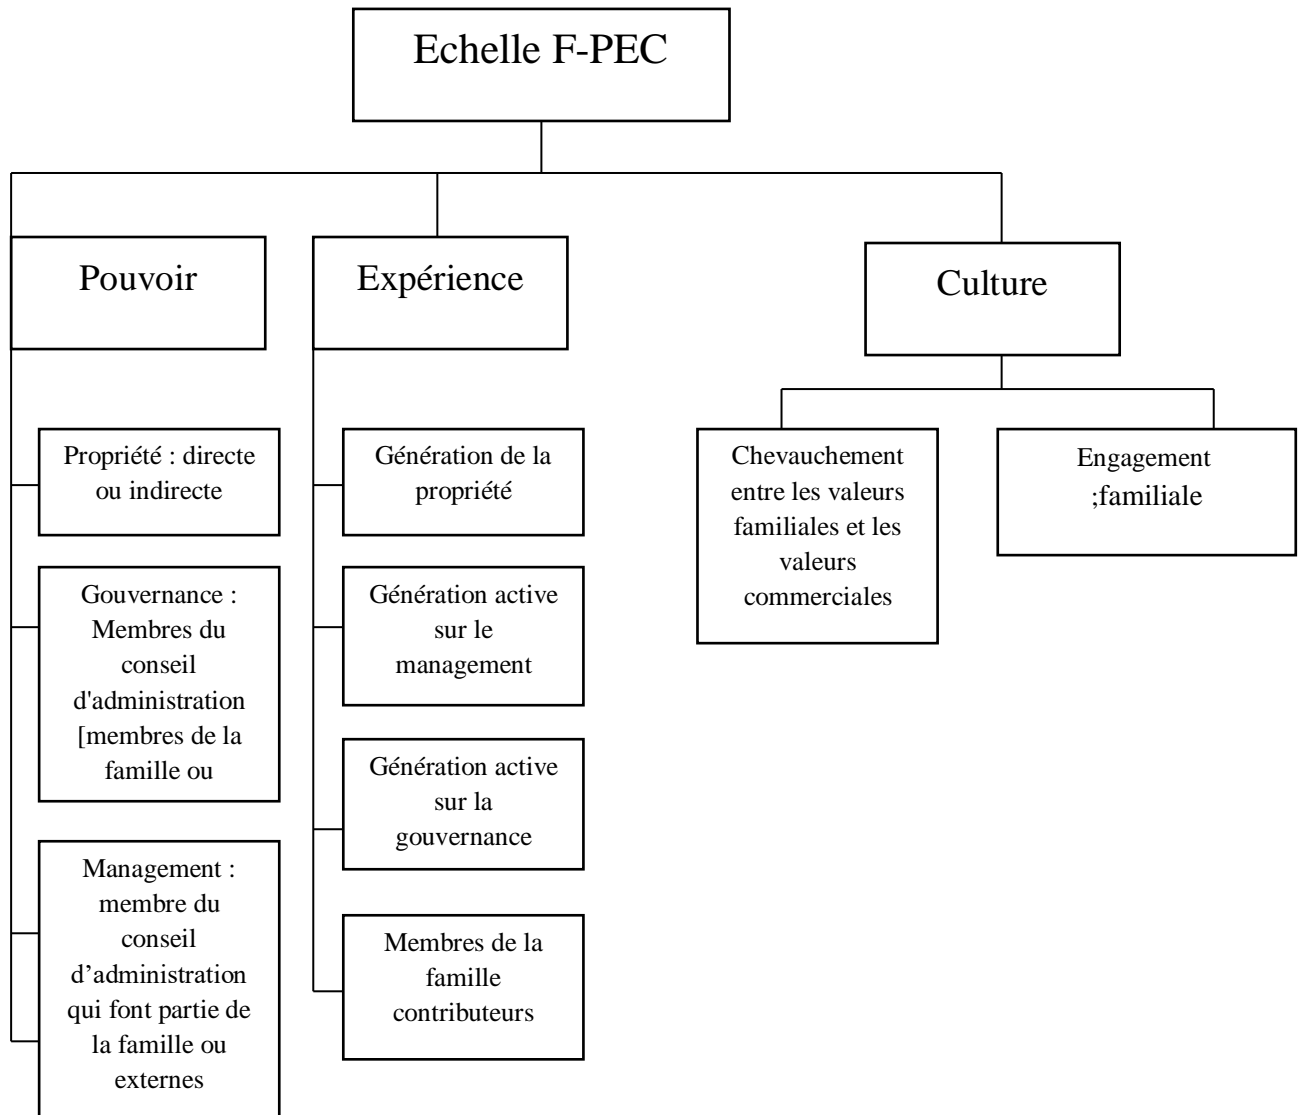 Echelle F-PEC
Pouvoir
Propriété : directe
ou indirecte
Gouvernance :
Membres du
conseil
d'administration
[membres de la
famille ou
Management :
membre du
conseil
d’administration
qui font partie de
la famille ou
externes
Expérience
Génération de la
propriété
Génération active
sur le
management
Génération active
sur la
gouvernance
Membres de la
famille
contributeurs
Culture
Chevauchement
entre les valeurs
familiales et les
valeurs
commerciales
Engagement
;familiale